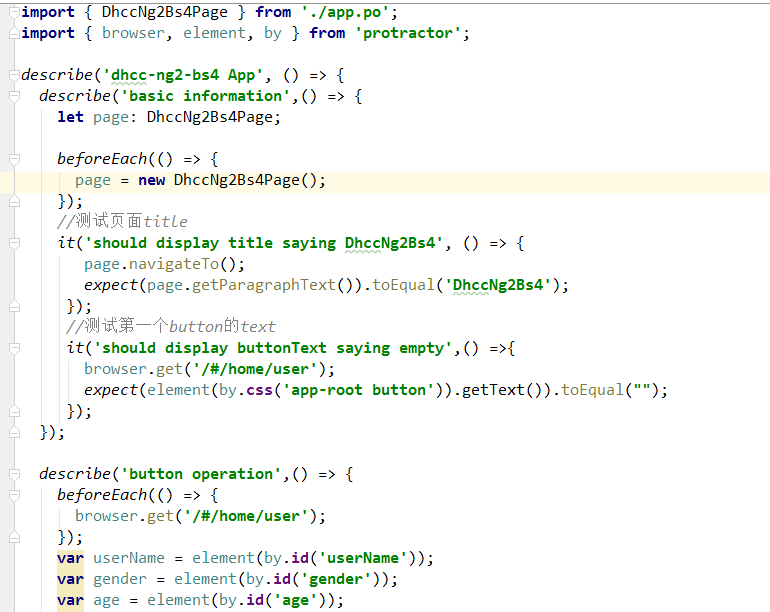 import { DhccNg2Bs4Page } from './app.po';
import { browser, element, by } from 'protractor';
describe('dhcc-ng2-bs4 App', () => {
describe('basic information',() => {
let page: DhccNg2Bs4Page;
beforeEach(() => {
page = new DhccNg2Bs4Page();
});
//测试页面title
it('should display title saying DhccNg2Bs4', () => {
page.navigateTo();
expect(page.getParagraphText()).toEqual('DhccNg2Bs4');
});
//测试第一个button的text
it('should display buttonText saying empty',() =>{
browser.get('/#/home/user');
expect(element(by.css('app-root button')).getText()).toEqual("");
});
});
describe('button operation',() => {
beforeEach(() => {
browser.get('/#/home/user');
});
var userName = element(by.id('userName'));
var gender = element(by.id('gender'));
var age = element(by.id('age'));